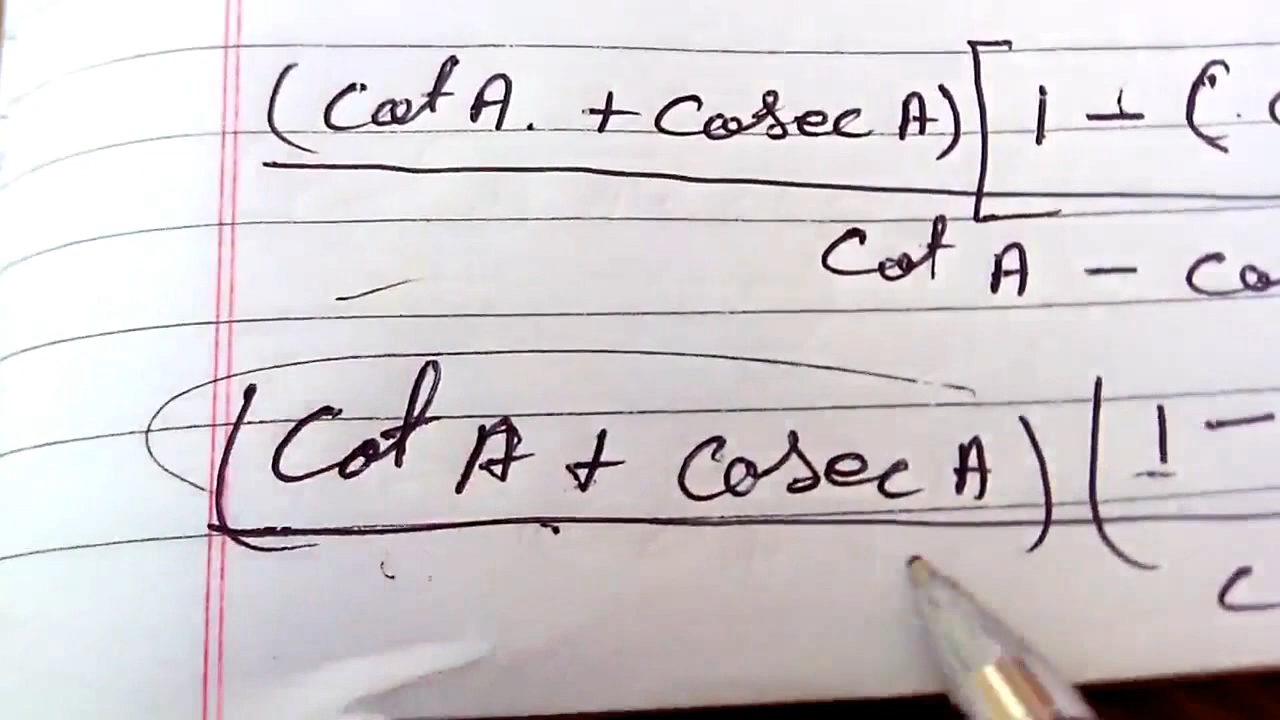 (Cot A. + Cosec A) [ 1 - (
Cot A - Co
(Cot A + Cosec A) ( 1 -
C